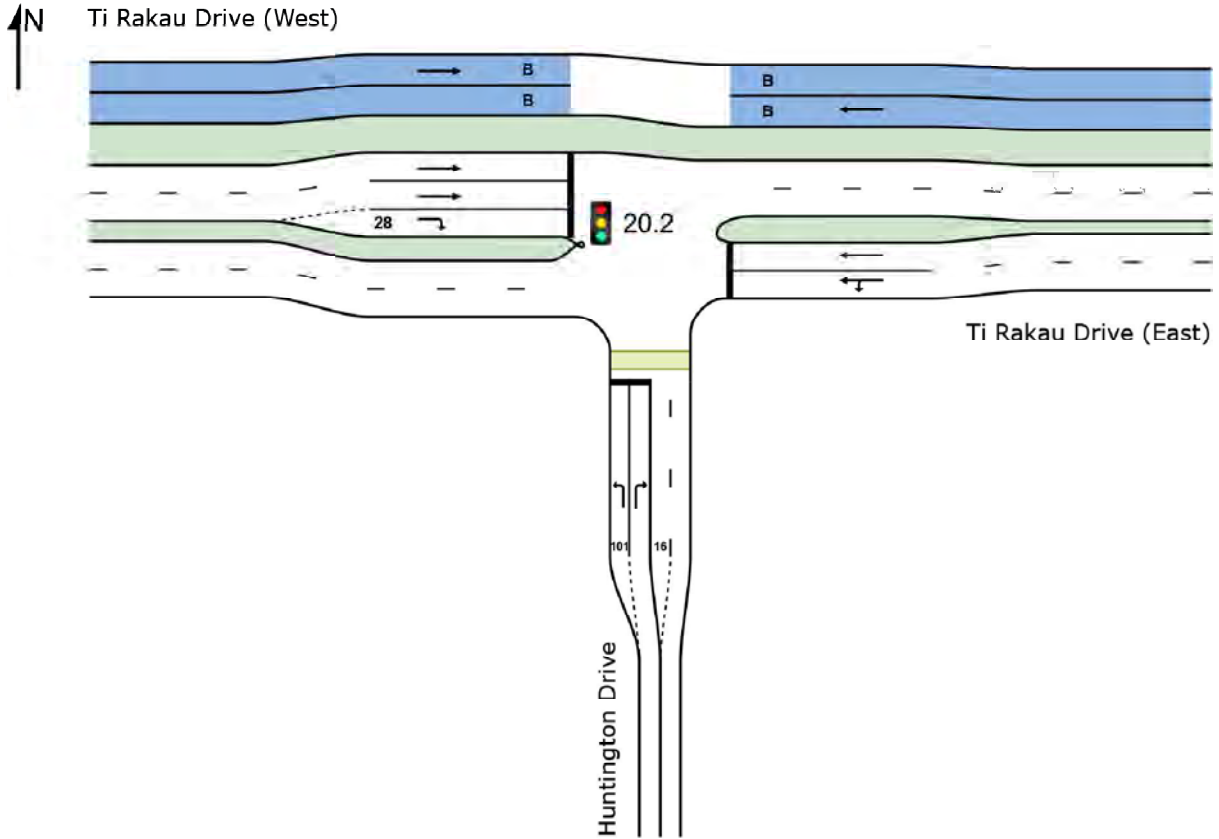 N
Ti Rakau Drive (West)
B
B
B
B
28
20.2
Ti Rakau Drive (East)
101
16
Huntington Drive